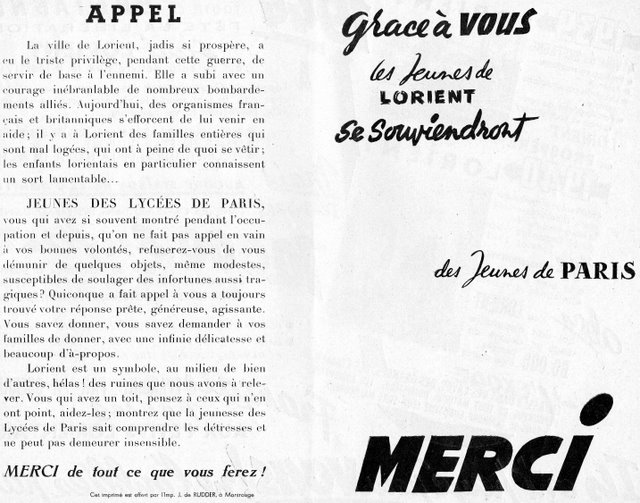 APPEL
La ville de Lorient, jadis si prospère, a
eu le triste privilège, pendant cette guerre, de
servir de base à l'ennemi. Elle a subi avec un
courage inébranlable de nombreux bombarde-
ments alliés. Aujourd'hui, des organismes fran-
çais et britanniques s'efforcent de lui venir en
aide; il y a à Lorient des familles entières qui
sont mal logées, qui ont à peine de quoi se vêtir;
les enfants lorientais en particulier connaissent
un sort lamentable...
JEUNES DES LYCÉES DE PARIS,
vous qui avez si souvent montré pendant l'occu-
pation et depuis, qu'on ne fait pas appel en vain
à vos bonnes volontés, refuserez-vous de vous
démunir de quelques objets, même modestes,
susceptibles de soulager des infortunes aussi tra-
giques? Quiconque a fait appel à vous a toujours
trouvé votre réponse prête, généreuse, agissante.
Vous savez donner, vous savez demander à vos
familles de donner, avec une infinie délicatesse et
beaucoup d'à-propos.
Lorient est un symbole, au milieu de bien
d'autres, hélas! des ruines que nous avons à rele-
ver. Vous qui avez un toit, pensez à ceux qui n'en
ont point, aidez-les; montrez que la jeunesse des
Lycées de Paris sait comprendre les détresses et
ne peut pas demeurer insensible.
MERCI de tout ce que vous ferez!
Cet imprimé est offert par l'Imp. J. de RUDDER, à Montrouge
Grace à VOUS
les Jeunes de
LORIENT
se souviendront
des Jeunes de PARIS
MERCI